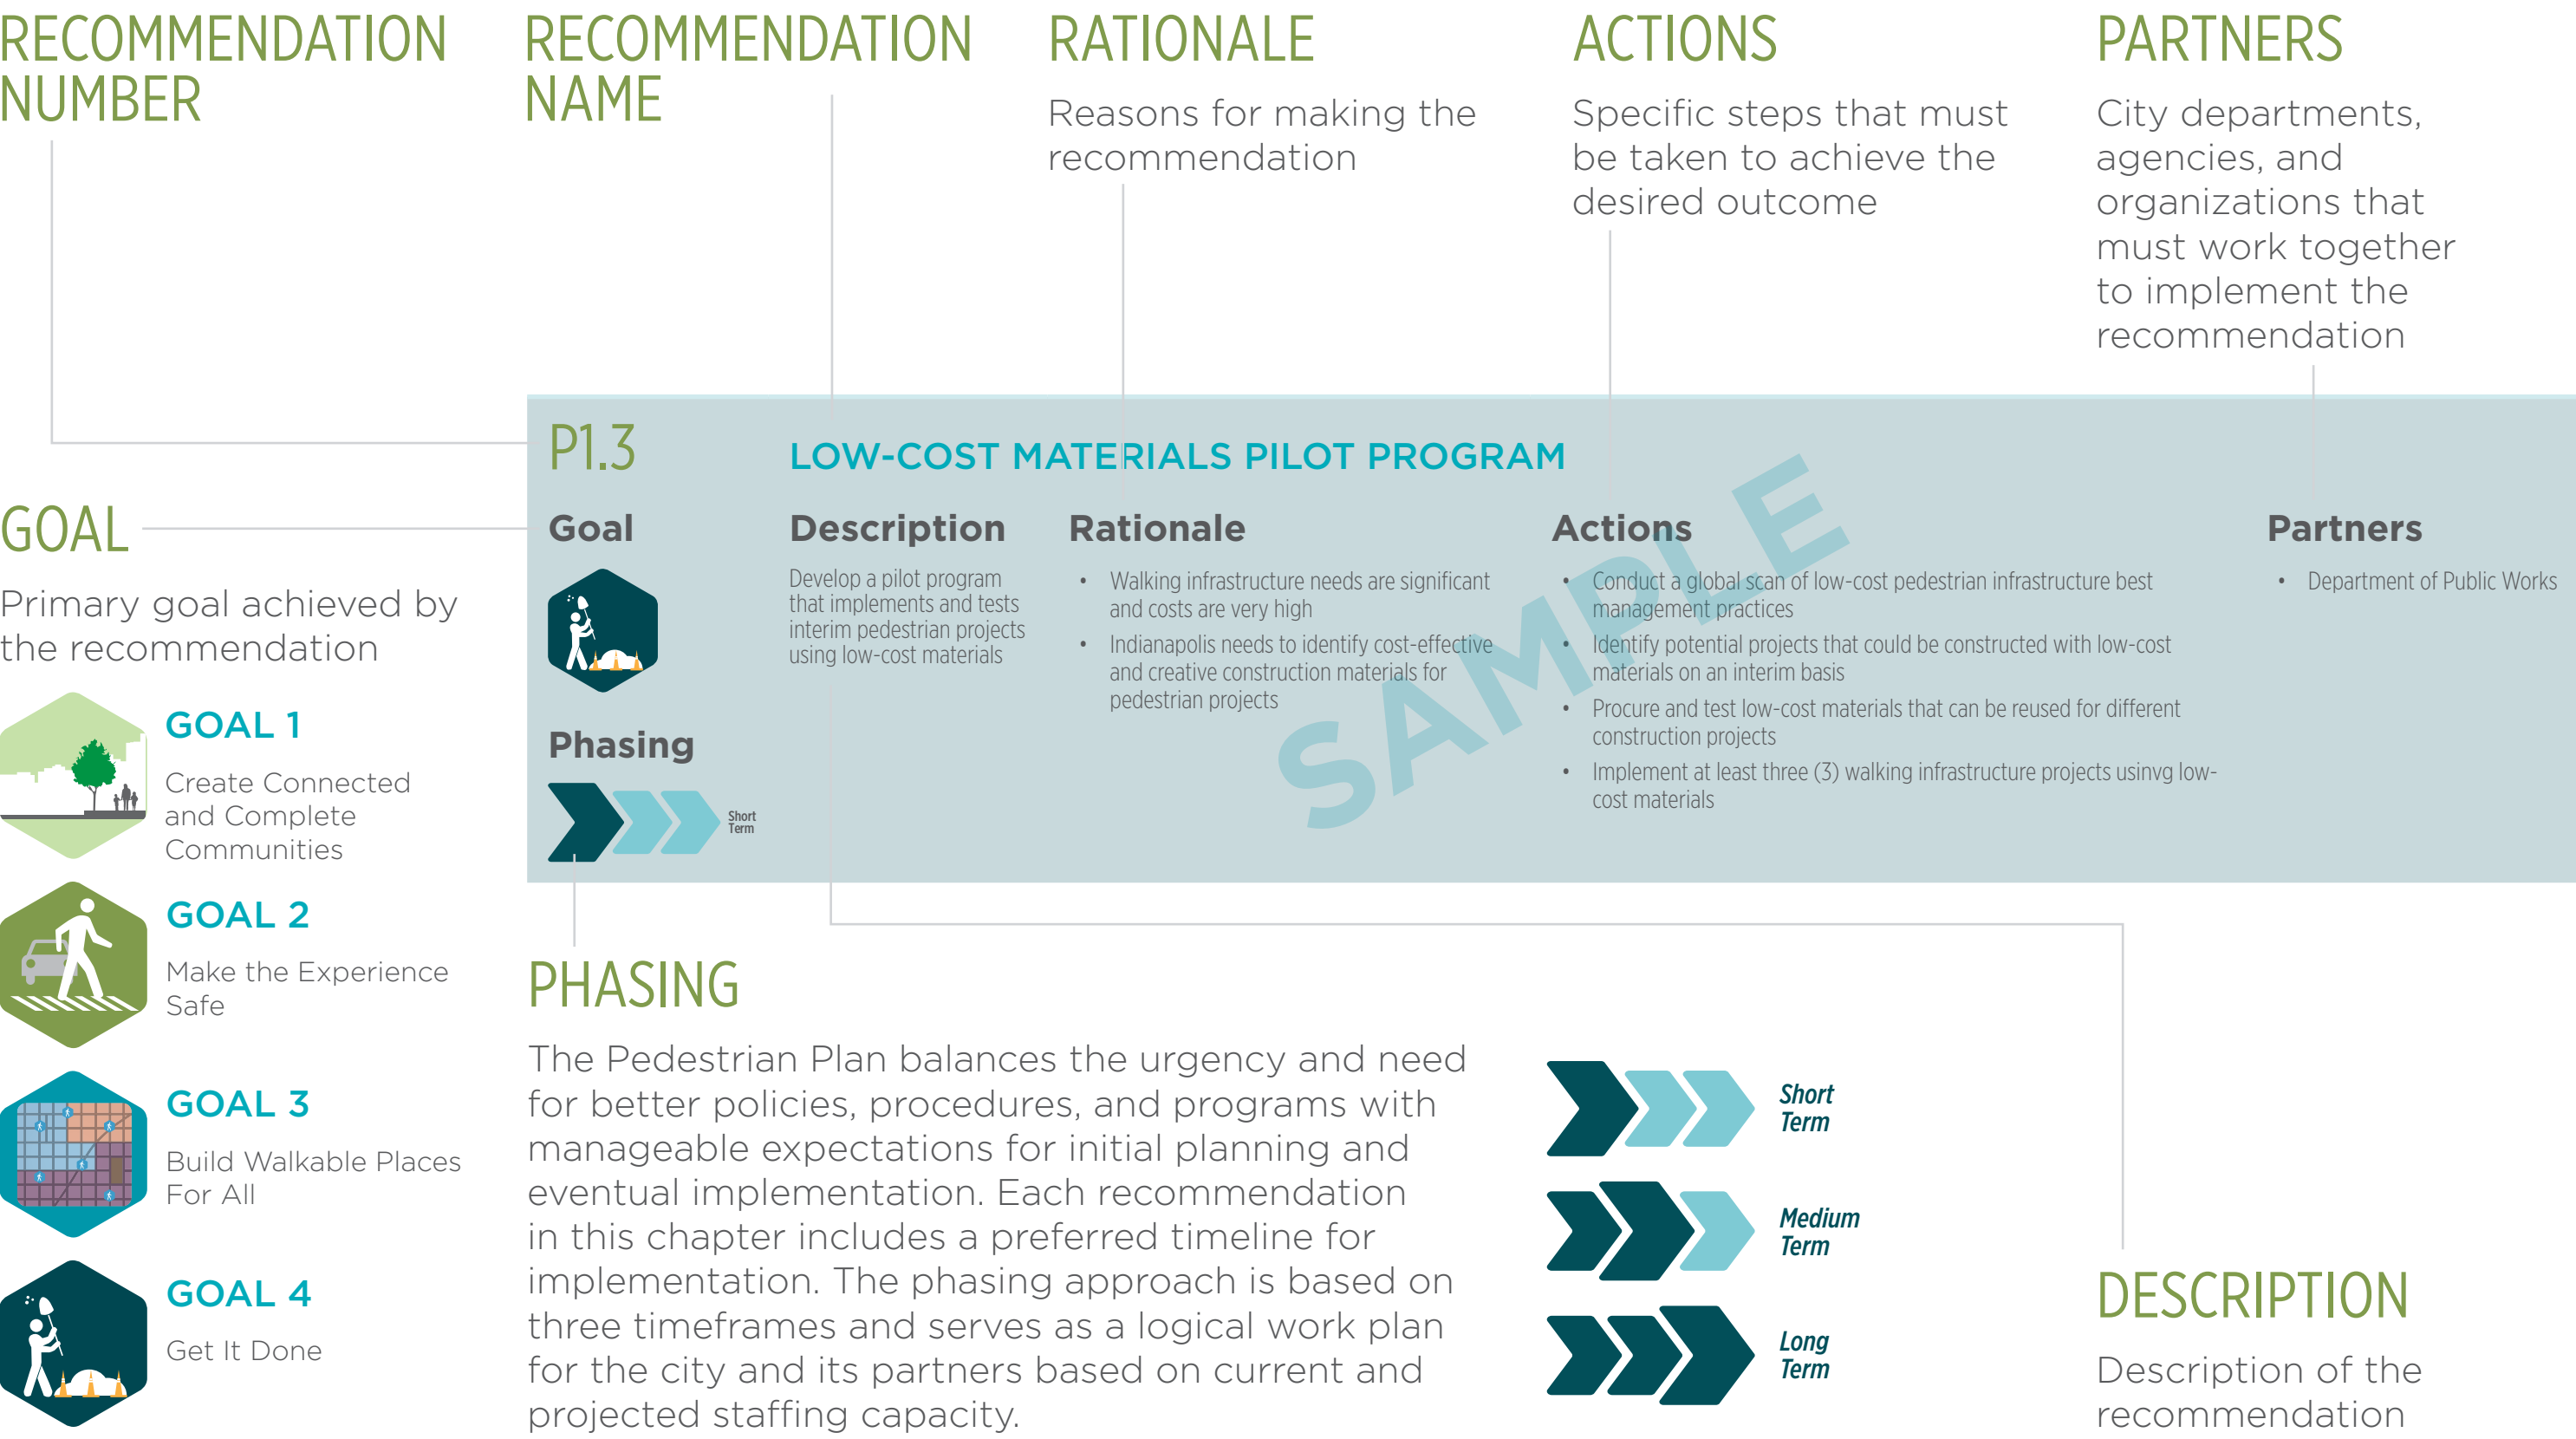 RECOMMENDATION
NUMBER
RECOMMENDATION
NAME
RATIONALE
Reasons for making the
recommendation
ACTIONS
Specific steps that must
be taken to achieve the
desired outcome
PARTNERS
City departments,
agencies, and
organizations that
must work together
to implement the
recommendation
GOAL
Primary goal achieved by
the recommendation
GOAL 1
Create Connected
and Complete
Communities
GOAL 2
Make the Experience
Safe
GOAL 3
Build Walkable Places
For All
GOAL 4
Get It Done
P1.3
LOW-COST MATERIALS PILOT PROGRAM
Goal
Phasing
Short
Term
Description
Develop a pilot program
that implements and tests
interim pedestrian projects
using low-cost materials
Rationale
• Walking infrastructure needs are significant
and costs are very high
• Indianapolis needs to identify cost-effective
and creative construction materials for
pedestrian projects
Actions
• Conduct a global scan of low-cost pedestrian infrastructure best
management practices
• Identify potential projects that could be constructed with low-cost
materials on an interim basis
• Procure and test low-cost materials that can be reused for different
construction projects
• Implement at least three (3) walking infrastructure projects usinvg low-
cost materials
Partners
• Department of Public Works
SAMPLE
PHASING
The Pedestrian Plan balances the urgency and need
for better policies, procedures, and programs with
manageable expectations for initial planning and
eventual implementation. Each recommendation
in this chapter includes a preferred timeline for
implementation. The phasing approach is based on
three timeframes and serves as a logical work plan
for the city and its partners based on current and
projected staffing capacity.
Short
Term
Medium
Term
Long
Term
DESCRIPTION
Description of the
recommendation